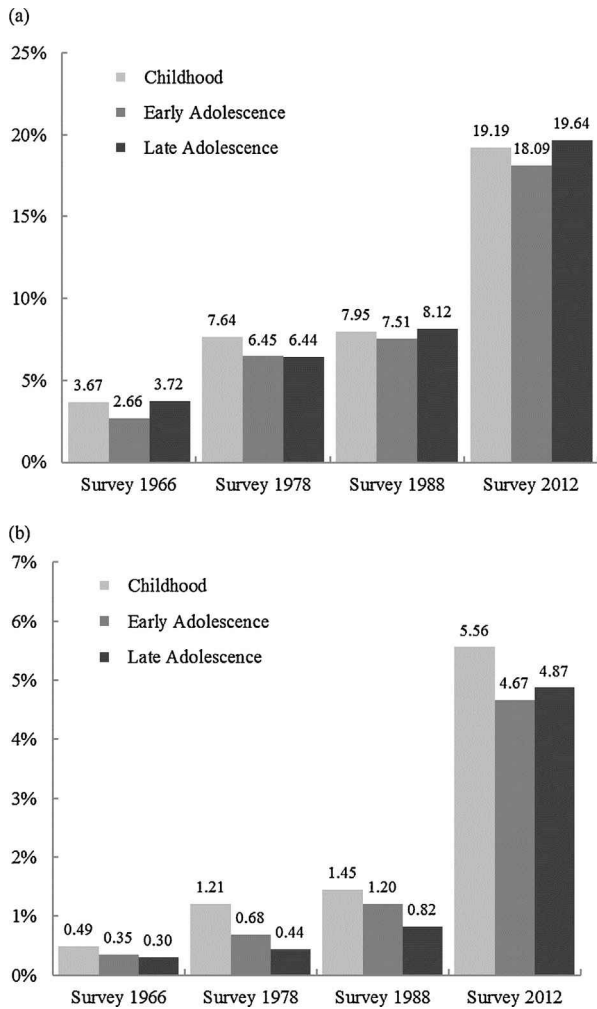 (a)
25%
20%
15%
10%
5%
0%
Childhood
Early Adolescence
Late Adolescence
3.67 2.66 3.72
7.64 6.45 6.44
7.95 7.51 8.12
19.19 18.09 19.64
Survey 1966 Survey 1978 Survey 1988 Survey 2012
(b)
7%
6%
5%
4%
3%
2%
1%
0%
Childhood
Early Adolescence
Late Adolescence
0.49 0.35 0.30
1.21 0.68 0.44
1.45 1.20 0.82
5.56 4.67 4.87
Survey 1966 Survey 1978 Survey 1988 Survey 2012